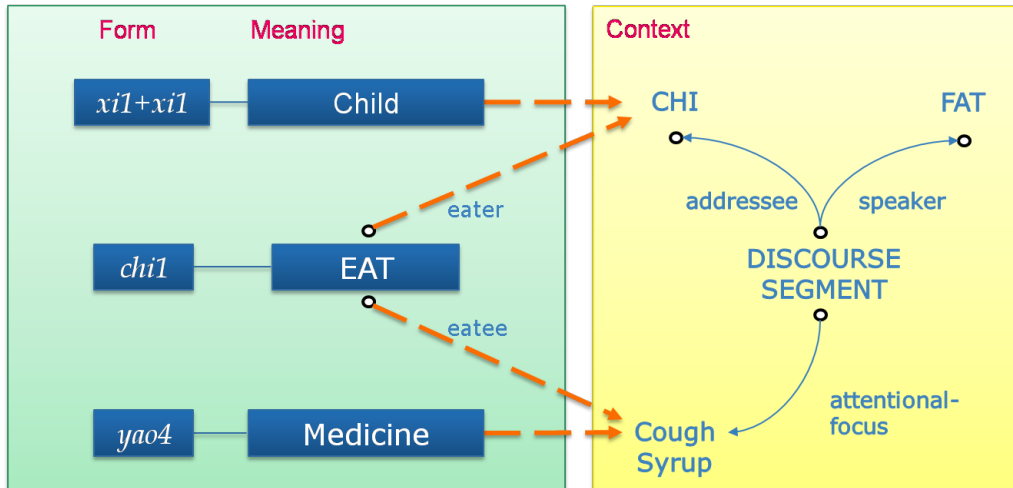 Form
Meaning
Context
xi1+xi1
Child
CHI
FAT
eater
addressee
speaker
chi1
EAT
DISCOURSE
SEGMENT
eatee
attentional-
focus
yao4
Medicine
Cough
Syrup